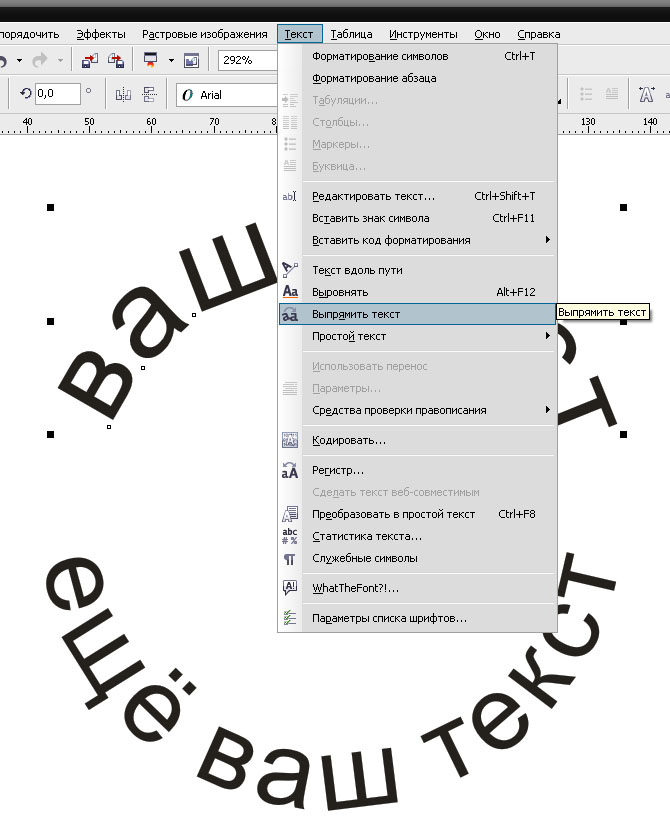 порядочить Эффекты Растровые изображения Текст Таблица Инструменты Окно Справка
292%
0,0 ° O Arial
40 50 60 70 130 140
Форматирование символов Ctrl+T
Форматирование абзаца
Табуляции...
Столбцы...
Маркеры...
Буквица...
Редактировать текст... Ctrl+Shift+T
Вставить знак символа Ctrl+F11
Вставить код форматирования
Текст вдоль пути
Выровнять Alt+F12
Выпрямить текст
Выпрямить текст
Простой текст
Использовать перенос
Параметры...
Средства проверки правописания
Кодировать...
Регистр...
Сделать текст веб-совместимым
Преобразовать в простой текст Ctrl+F8
Статистика текста...
Служебные символы
WhatTheFont?!...
Параметры списка шрифтов...
Ваш
т
ещё ваш текст